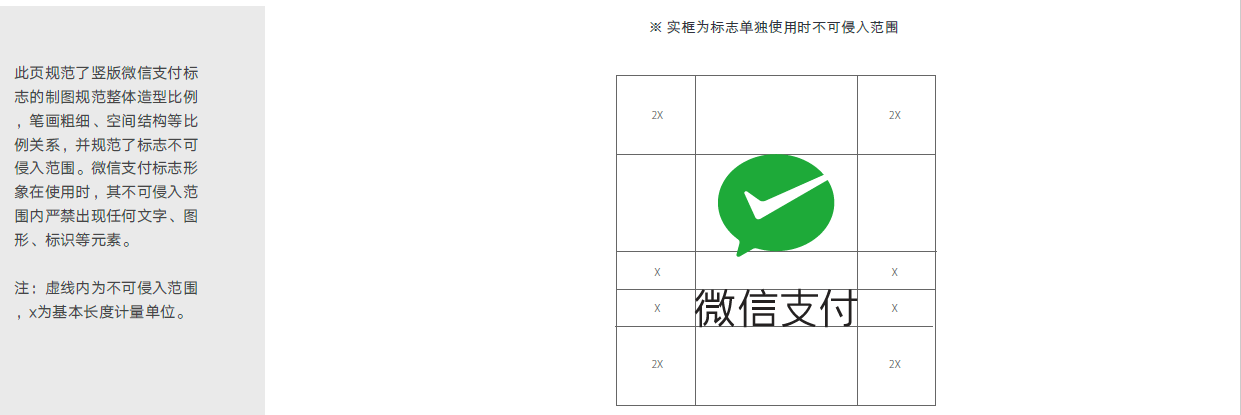 ※ 实框为标志单独使用时不可侵入范围
此页规范了竖版微信支付标
志的制图规范整体造型比例
，笔画粗细、空间结构等比
例关系，并规范了标志不可
侵入范围。微信支付标志形
象在使用时，其不可侵入范
围内严禁出现任何文字、图
形、标识等元素。
注：虚线内为不可侵入范围
，x为基本长度计量单位。
2X 2X
X X
微信支付
X X
2X 2X